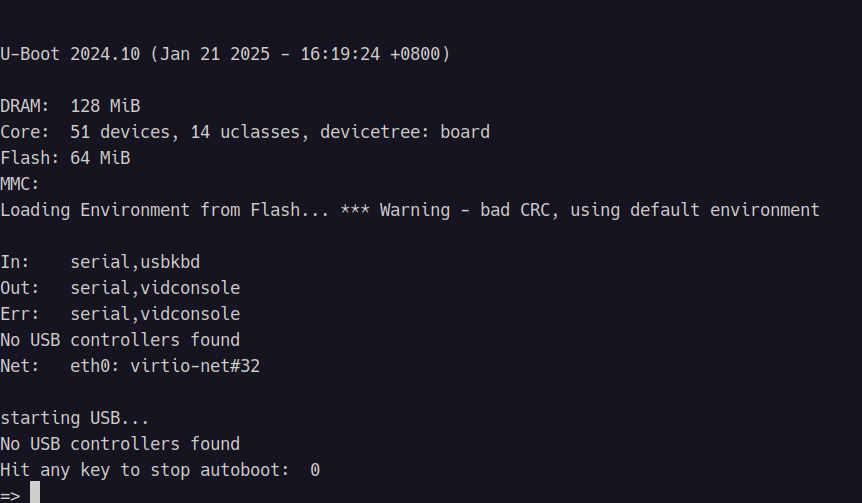 U-Boot 2024.10 (Jan 21 2025 - 16:19:24 +0800)
DRAM:  128 MiB
Core:  51 devices, 14 uclasses, devicetree: board
Flash: 64 MiB
MMC:
Loading Environment from Flash... *** Warning - bad CRC, using default environment
In:    serial,usbkbd
Out:   serial,vidconsole
Err:   serial,vidconsole
No USB controllers found
Net:   eth0: virtio-net#32
starting USB...
No USB controllers found
Hit any key to stop autoboot:  0
=>